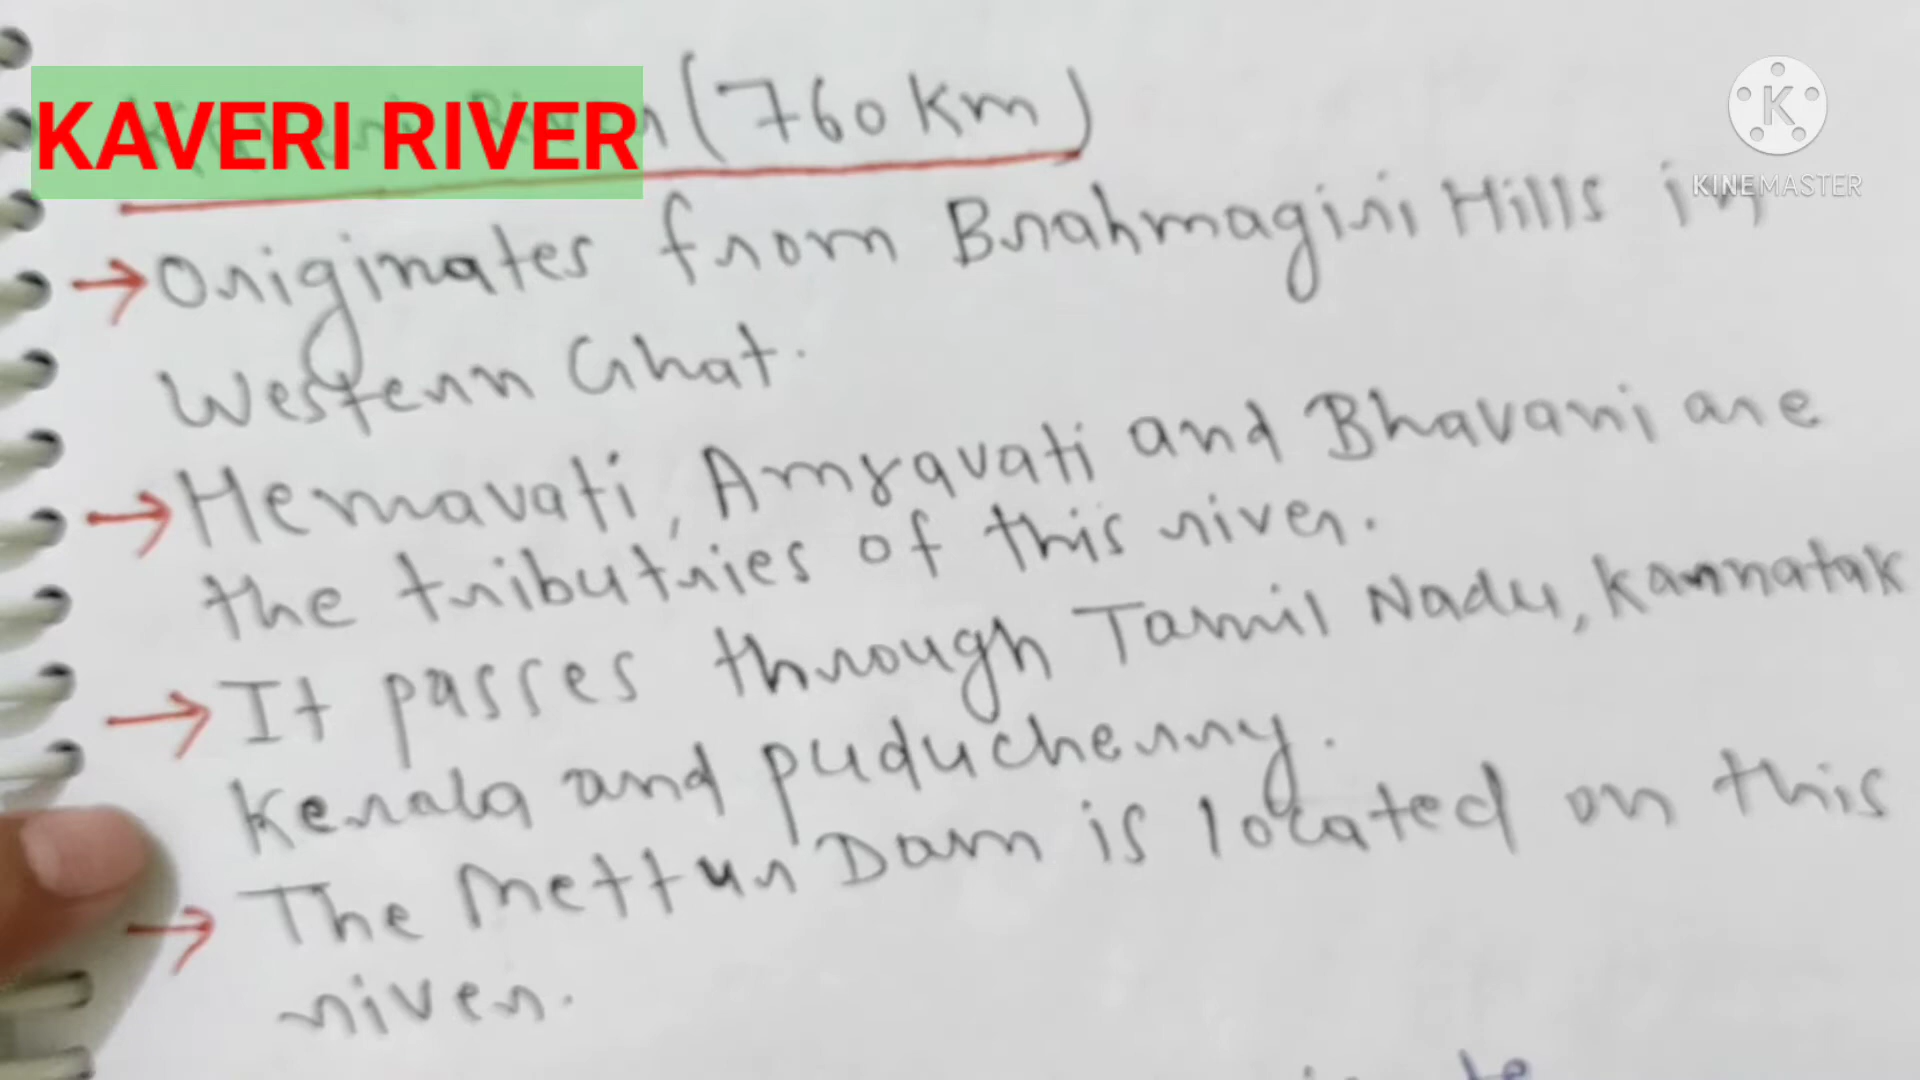 KAVERI RIVER (760 Km)
KINEMASTER
→ Originates from Brahmagiri Hills in
Western Ghat.
→ Hemavati, Amravati and Bhavani are
the tributries of this river.
→ It passes through Tamil Nadu, Karnatak
Kerala and puducherry.
→ The Mettur Dam is located on this
river.